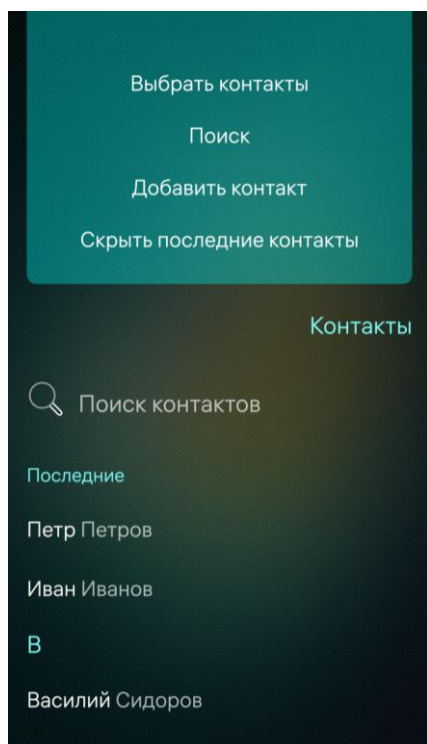 Выбрать контакты
Поиск
Добавить контакт
Скрыть последние контакты
Контакты
Поиск контактов
Последние
Петр Петров
Иван Иванов
В
Василий Сидоров